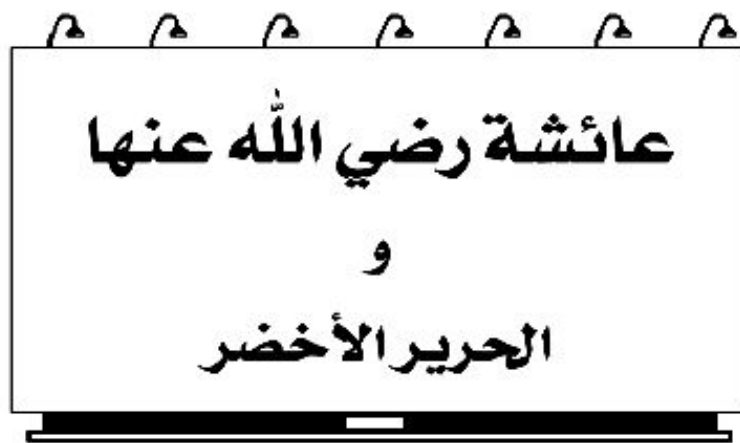 عائشة رضي الله عنها
و
الحرير الأخضر